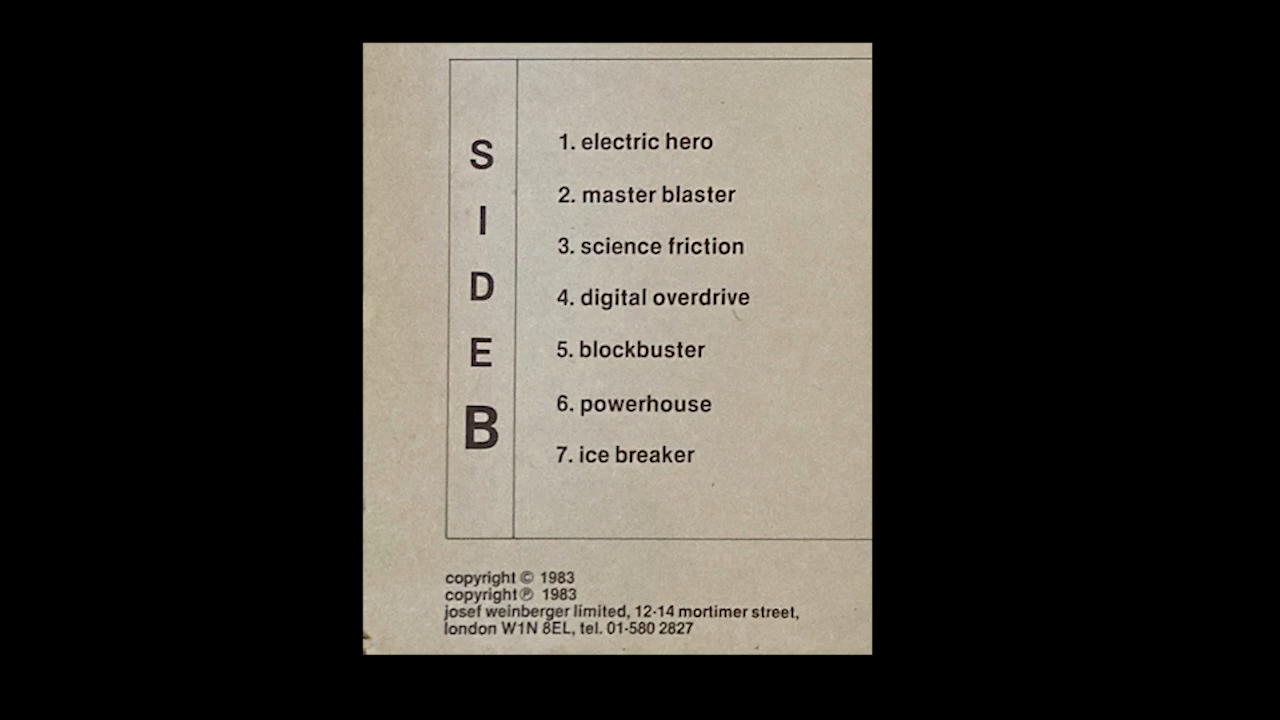 SIDE B
1. electric hero
2. master blaster
3. science friction
4. digital overdrive
5. blockbuster
6. powerhouse
7. ice breaker
copyright © 1983
copyright ℗ 1983
josef weinberger limited, 12-14 mortimer street,
london W1N 8EL, tel. 01-580 2827